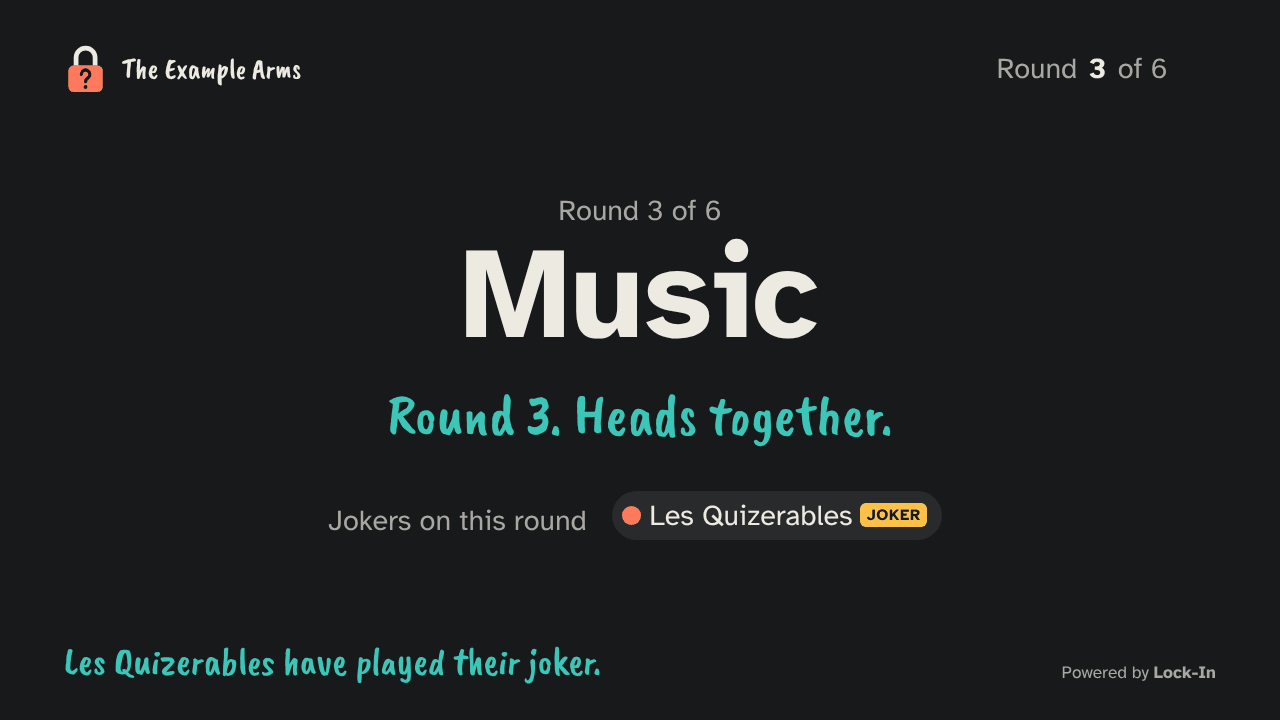 ?
The Example Arms
Round 3 of 6
Round 3 of 6
Music
Round 3. Heads together.
Jokers on this round
Les Quizerables JOKER
Les Quizerables have played their joker.
Powered by Lock-In